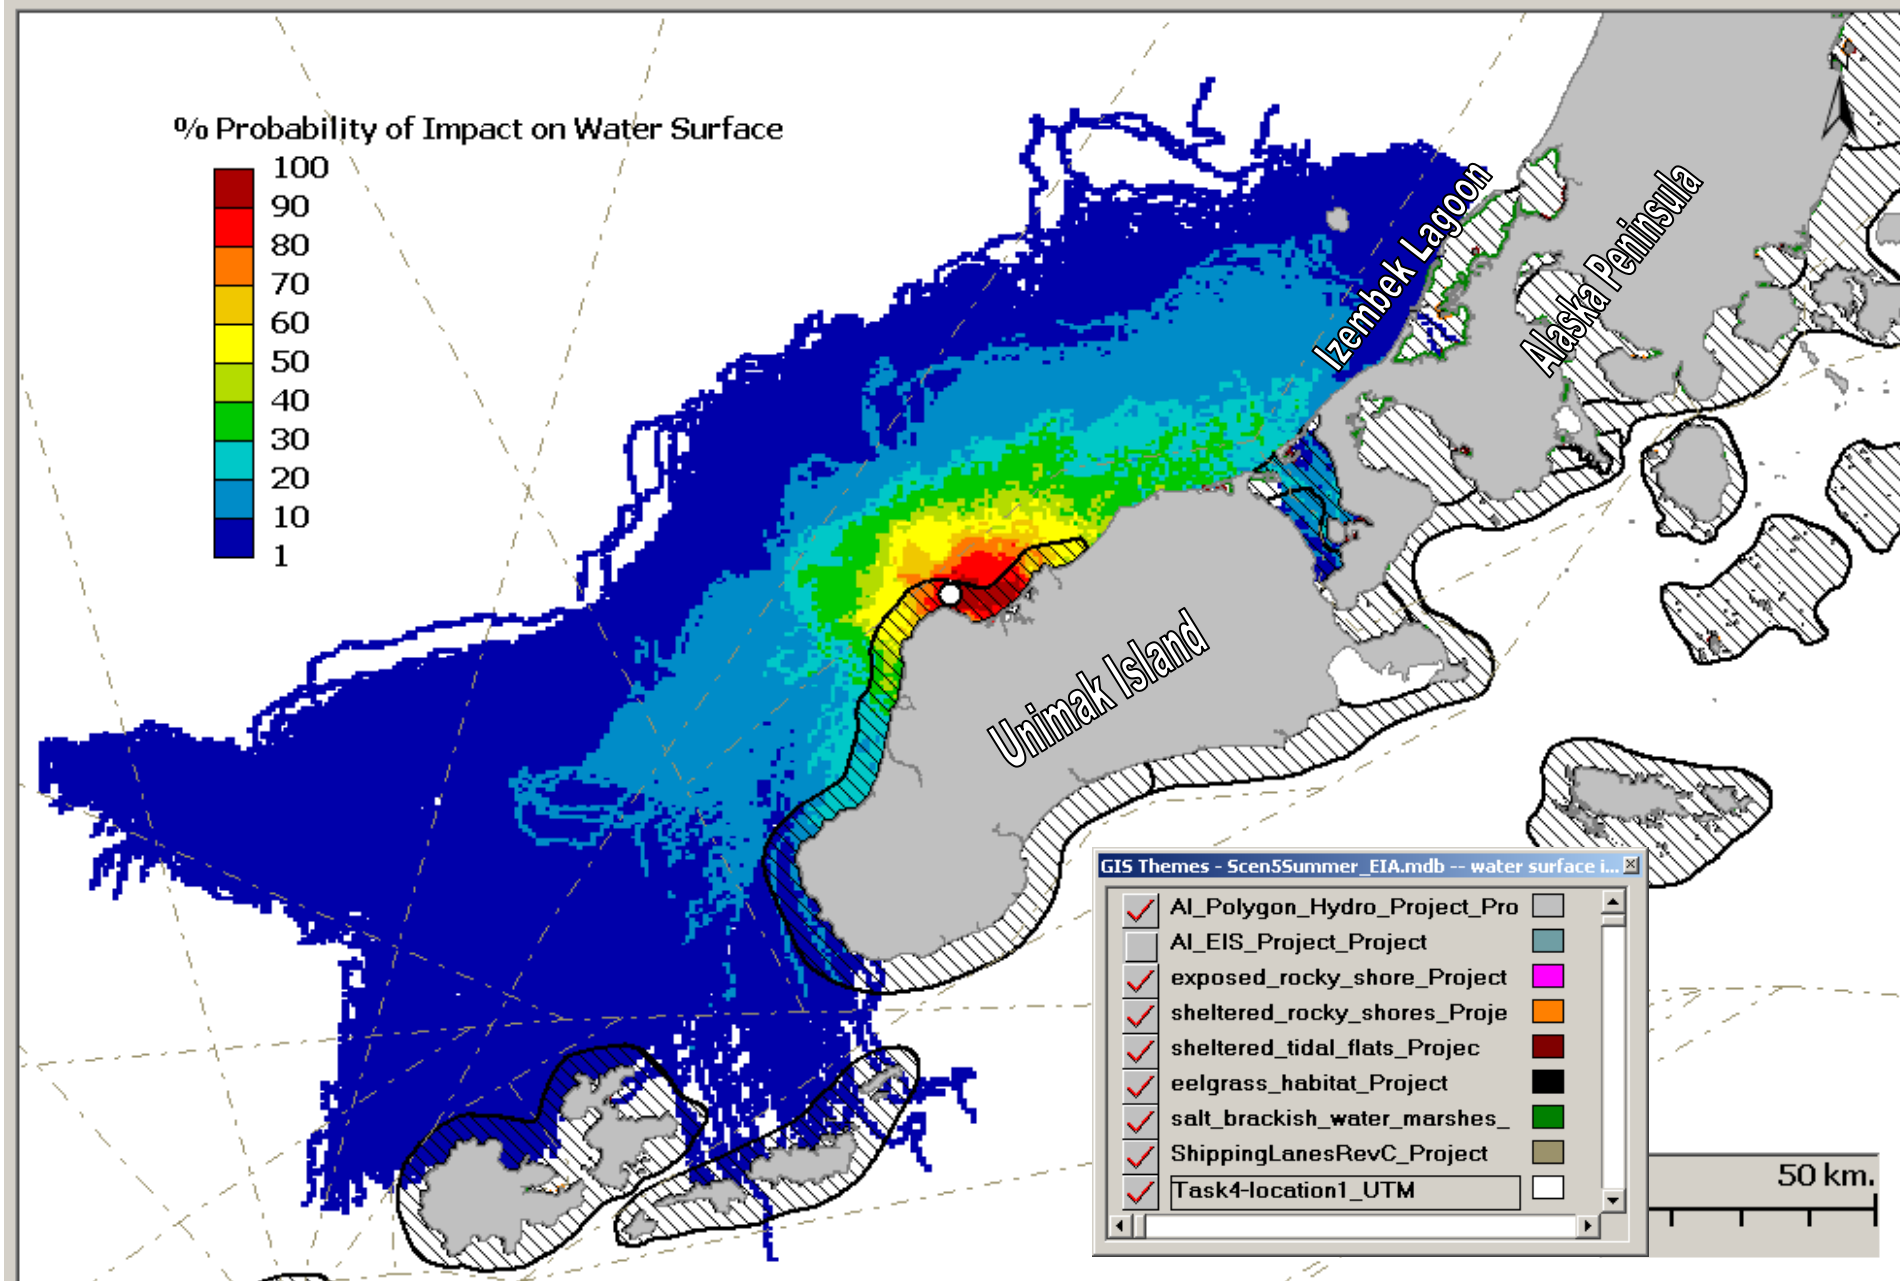 % Probability of Impact on Water Surface
100
90
80
70
60
50
40
30
20
10
1
Izembek Lagoon
Alaska Peninsula
Unimak Island
GIS Themes - Scen5Summer_EIA.mdb -- water surface i...
AI_Polygon_Hydro_Project_Pro
AI_EIS_Project_Project
exposed_rocky_shore_Project
sheltered_rocky_shores_Proje
sheltered_tidal_flats_Projec
eelgrass_habitat_Project
salt_brackish_water_marshes_
ShippingLanesRevC_Project
Task4-location1_UTM
50 km.